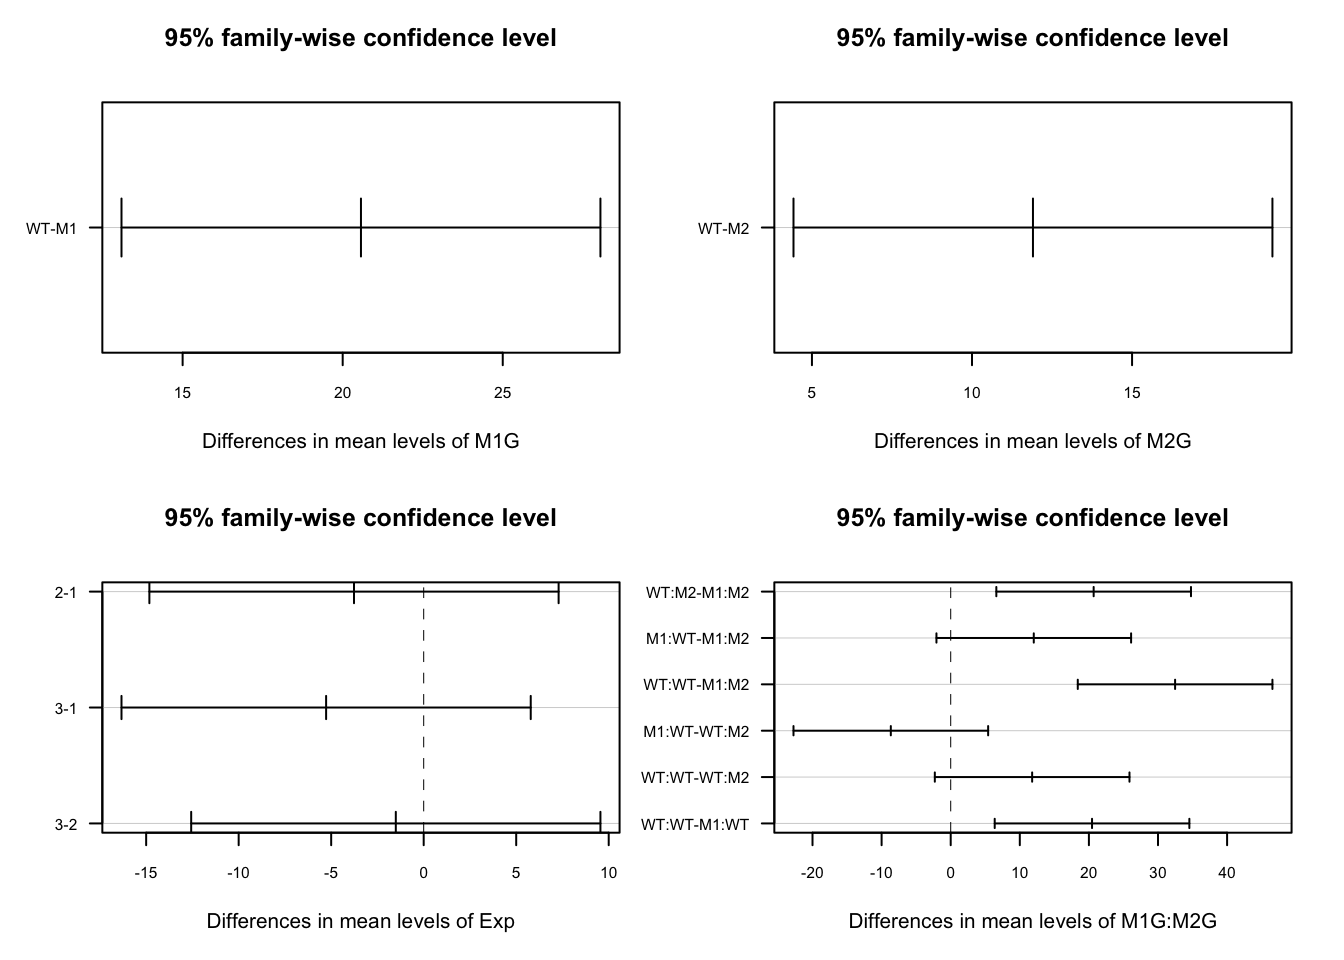 95% family-wise confidence level
WT-M1
15 20 25
Differences in mean levels of M1G
95% family-wise confidence level
WT-M2
5 10 15
Differences in mean levels of M2G
95% family-wise confidence level
2-1
3-1
3-2
-15 -10 -5 0 5 10
Differences in mean levels of Exp
95% family-wise confidence level
WT:M2-M1:M2
M1:WT-M1:M2
WT:WT-M1:M2
M1:WT-WT:M2
WT:WT-WT:M2
WT:WT-M1:WT
-20 -10 0 10 20 30 40
Differences in mean levels of M1G:M2G